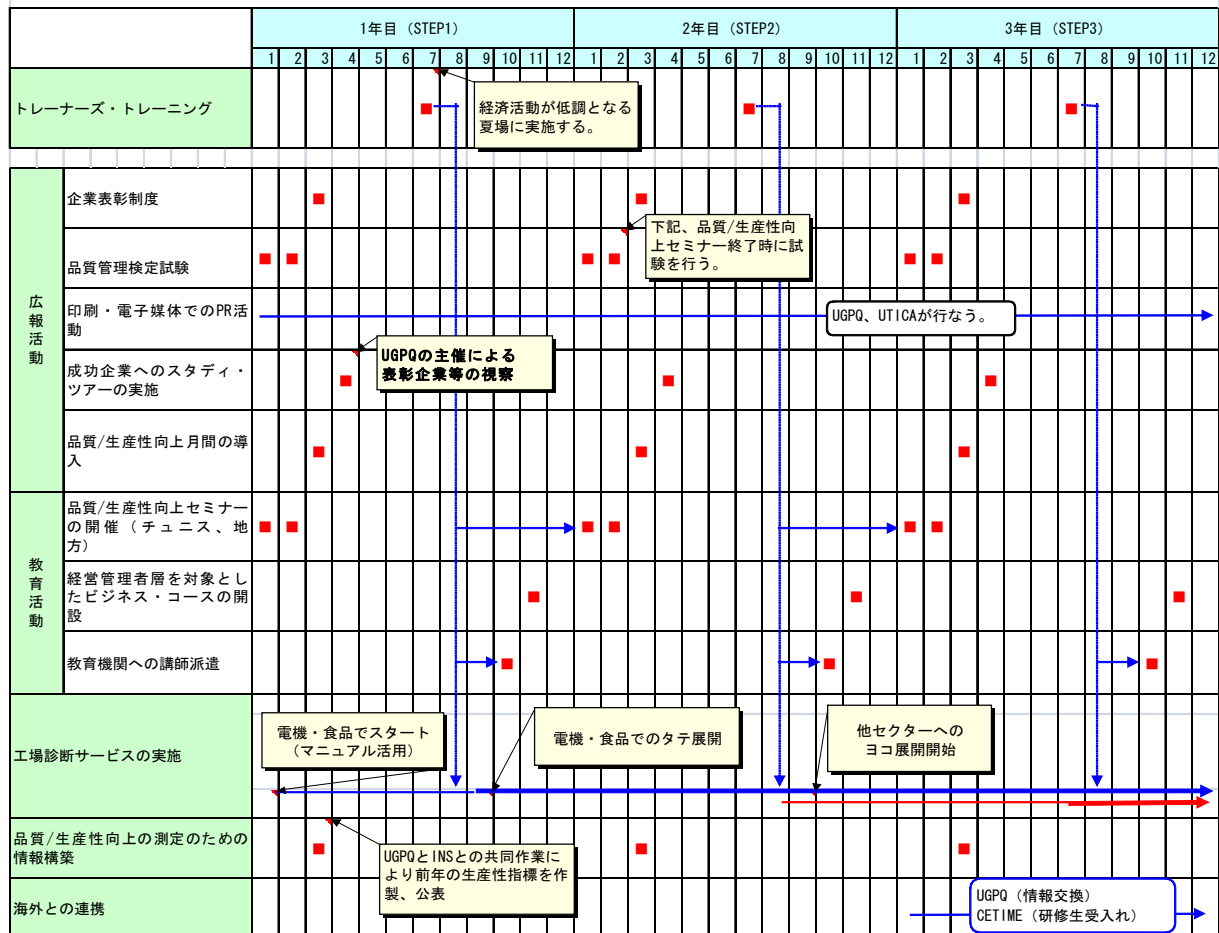 1年目 (STEP1)
2年目 (STEP2)
3年目 (STEP3)
1 2 3 4 5 6 7 8 9 10 11 12
1 2 3 4 5 6 7 8 9 10 11 12
1 2 3 4 5 6 7 8 9 10 11 12
トレーナーズ・トレーニング
経済活動が低調となる
夏場に実施する。
広報活動
企業表彰制度
品質管理検定試験
下記、品質/生産性向
上セミナー終了時に試
験を行う。
印刷・電子媒体でのPR活
動
UGPQ、UTICAが行なう。
成功企業へのスタディ・
ツアーの実施
UGPQの主催による
表彰企業等の視察
品質/生産性向上月間の導
入
教育活動
品質/生産性向上セミナー
の開催(チュニス、地
方)
経営管理者層を対象とし
たビジネス・コースの開
設
教育機関への講師派遣
工場診断サービスの実施
電機・食品でスタート
(マニュアル活用)
電機・食品でのタテ展開
他セクターへの
ヨコ展開開始
品質/生産性向上の測定のための
情報構築
UGPQとINSとの共同作業に
より前年の生産性指標を作
製、公表
海外との連携
UGPQ(情報交換)
CETIME(研修生受入れ)